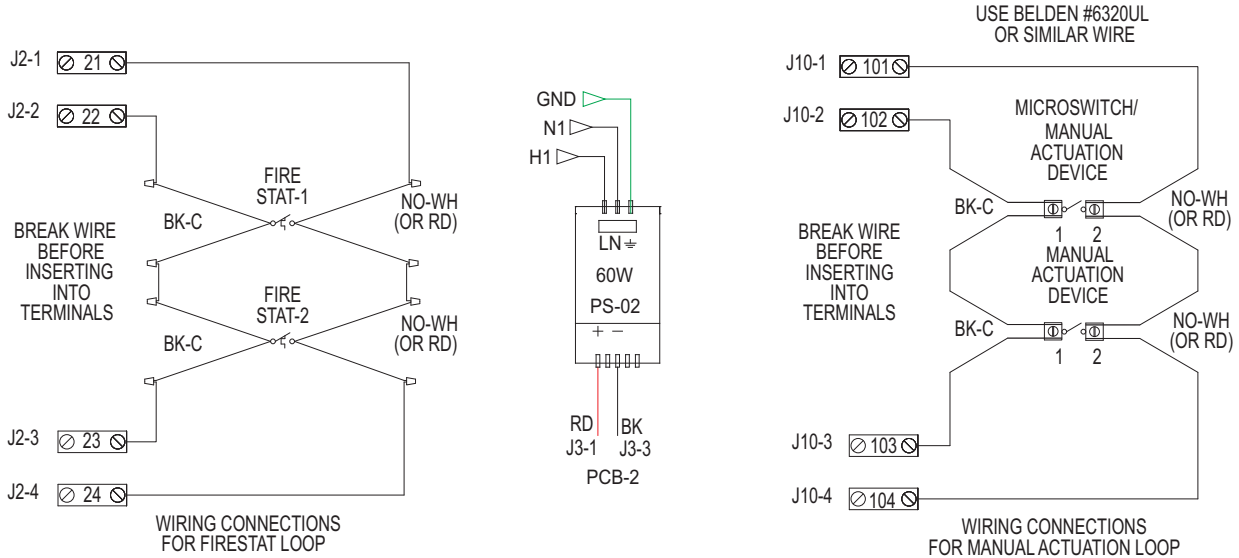 J2-1
21
J2-2
22
FIRE
STAT-1
BK-C
NO-WH
(OR RD)
BREAK WIRE
BEFORE
INSERTING
INTO
TERMINALS
FIRE
STAT-2
BK-C
NO-WH
(OR RD)
J2-3
23
J2-4
24
WIRING CONNECTIONS
FOR FIRESTAT LOOP
GND
N1
H1
LN
60W
PS-02
+ −
RD
BK
J3-1
J3-3
PCB-2
USE BELDEN #6320UL
OR SIMILAR WIRE
J10-1
101
J10-2
102
MICROSWITCH/
MANUAL
ACTUATION
DEVICE
BK-C
NO-WH
(OR RD)
1 2
BREAK WIRE
BEFORE
INSERTING
INTO
TERMINALS
MANUAL
ACTUATION
DEVICE
BK-C
NO-WH
(OR RD)
1 2
J10-3
103
J10-4
104
WIRING CONNECTIONS
FOR MANUAL ACTUATION LOOP